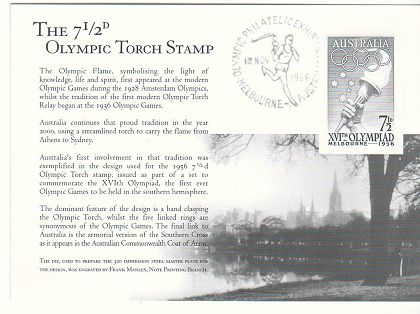 THE 7½D
OLYMPIC TORCH STAMP
The Olympic Flame, symbolising the light of
knowledge, life and spirit, first appeared at the modern
Olympic Games during the 1928 Amsterdam Olympics,
whilst the tradition of the first modern Olympic Torch
Relay began at the 1936 Olympic Games.
Australia continues that proud tradition in the year
2000, using a streamlined torch to carry the flame from
Athens to Sydney.
Australia's first involvement in that tradition was
exemplified in the design used for the 1956 7½d
Olympic Torch stamp, issued as part of a set to
commemorate the XVIth Olympiad, the first ever
Olympic Games to be held in the southern hemisphere.
The dominant feature of the design is a hand clasping
the Olympic Torch, whilst the five linked rings are
synonymous of the Olympic Games. The final link to
Australia is the armorial version of the Southern Cross
as it appears in the Australian Commonwealth Coat of Arms.
THE DIE, USED TO PREPARE THE 320 IMPRESSION STEEL MASTER PLATE FOR
THE DESIGN, WAS ENGRAVED BY FRANK MANLEY, NOTE PRINTING BRANCH.
OLYMPIC PHILATELIC
12 NOV
1956
MELBOURNE
AUSTRALIA
7½D
XVITH OLYMPIAD
MELBOURNE 1956